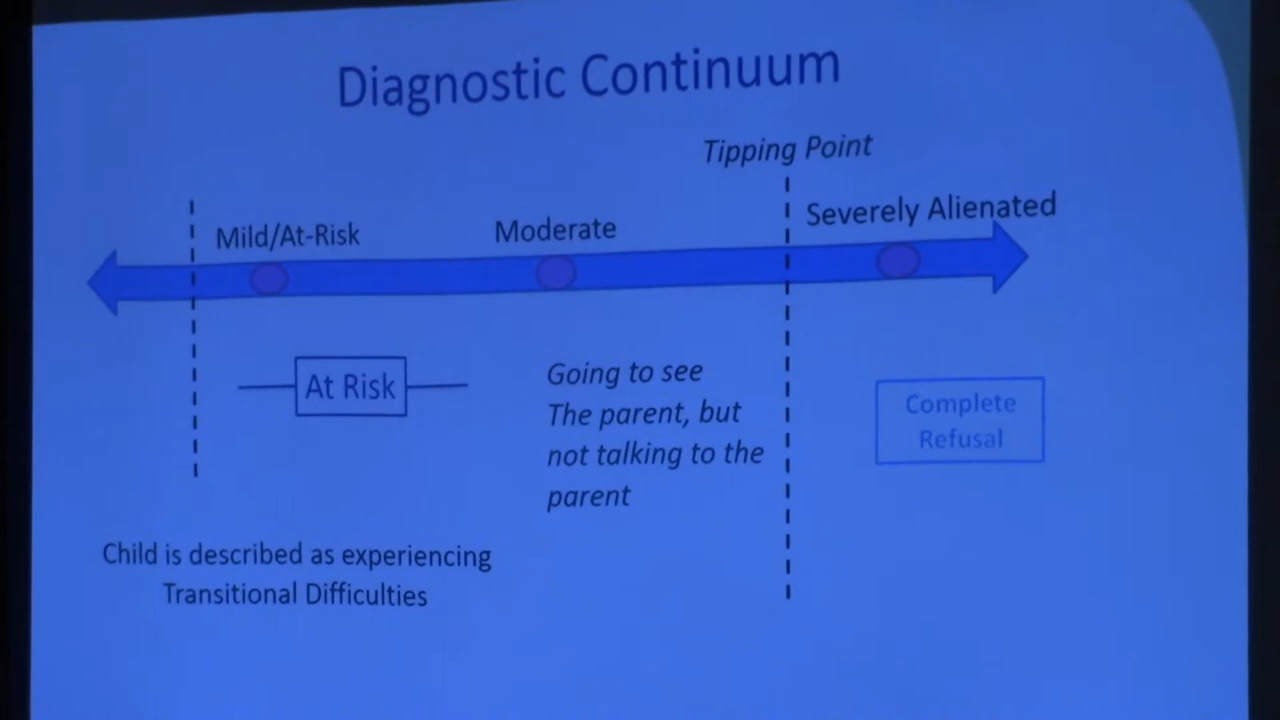 Diagnostic Continuum
Tipping Point
Mild/At-Risk
Moderate
Severely Alienated
At Risk
Going to see
The parent, but
not talking to the
parent
Complete
Refusal
Child is described as experiencing
Transitional Difficulties